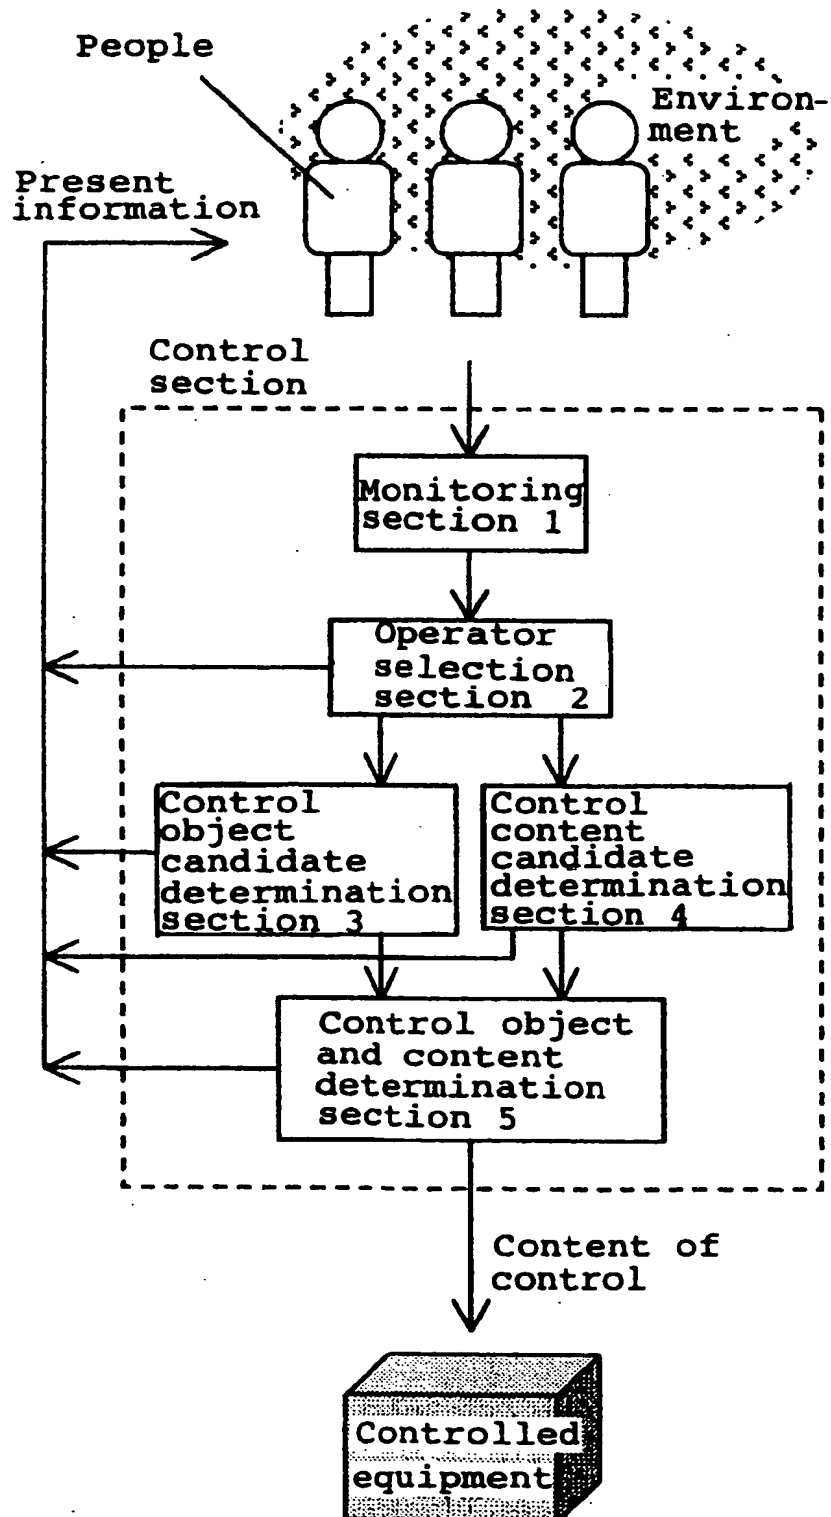 People
Environ-
ment
Present
information
Control
section
Monitoring
section 1
Operator
selection
section 2
Control
object
candidate
determination
section 3
Control
content
candidate
determination
section 4
Control object
and content
determination
section 5
Content of
control
Controlled
equipment